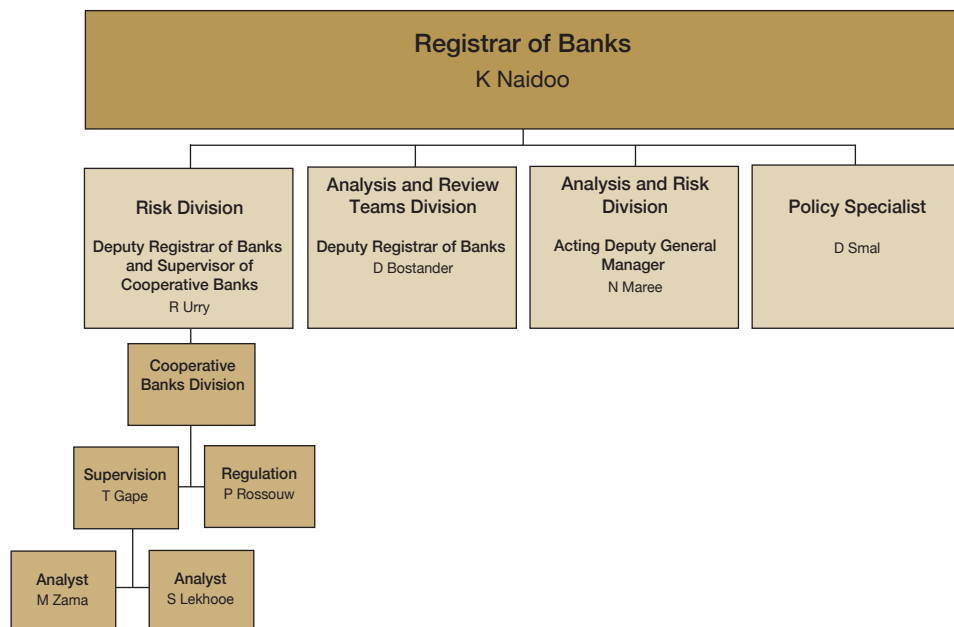 Registrar of Banks
K Naidoo
Risk Division
Deputy Registrar of Banks
and Supervisor of
Cooperative Banks
R Urry
Analysis and Review
Teams Division
Deputy Registrar of Banks
D Bostander
Analysis and Risk
Division
Acting Deputy General
Manager
N Maree
Policy Specialist
D Smal
Cooperative
Banks Division
Supervision
T Gape
Regulation
P Rossouw
Analyst
M Zama
Analyst
S Lekhooe